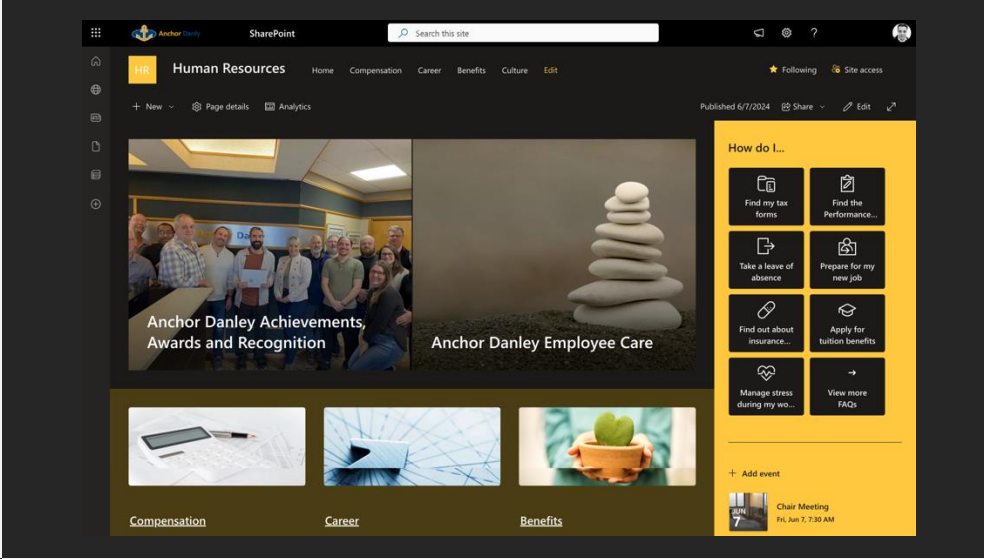 Anchor Danly
SharePoint
Search this site
HR
Human Resources
Home
Compensation
Career
Benefits
Culture
Edit
Following
Site access
New
Page details
Analytics
Published 6/7/2024
Share
Edit
Anchor Danley Achievements,
Awards and Recognition
Anchor Danley Employee Care
How do I...
Find my tax
forms
Find the
Performance...
Take a leave of
absence
Prepare for my
new job
Find out about
insurance...
Apply for
tuition benefits
Manage stress
during my wo...
View more
FAQs
Compensation
Career
Benefits
Add event
JUN
7
Chair Meeting
Fri, Jun 7, 7:30 AM